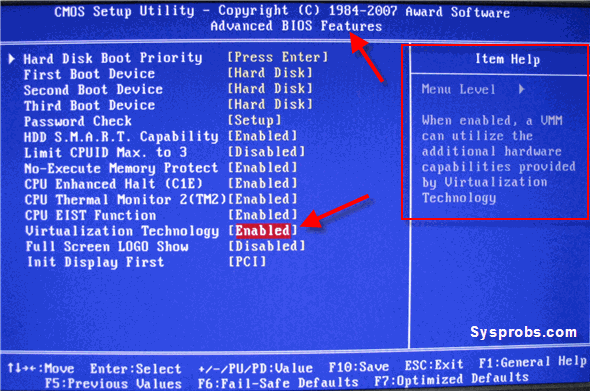 CMOS Setup Utility - Copyright (C) 1984-2007 Award Software
Advanced BIOS Features
Hard Disk Boot Priority [Press Enter]
First Boot Device [Hard Disk]
Second Boot Device [Hard Disk]
Third Boot Device [Hard Disk]
Password Check [Setup]
HDD S.M.A.R.T. Capability [Enabled]
Limit CPUID Max. to 3 [Disabled]
No-Execute Memory Protect [Enabled]
CPU Enhanced Halt (C1E) [Enabled]
CPU Thermal Monitor 2(TM2) [Enabled]
CPU EIST Function [Enabled]
Virtualization Technology [Enabled]
Full Screen LOGO Show [Disabled]
Init Display First [PCI]
Item Help
Menu Level
When enabled, a VMM
can utilize the
additional hardware
capabilities provided
by Virtualization
Technology
Sysprobs.com
↑↓→←:Move Enter:Select +/-/PU/PD:Value F10:Save ESC:Exit F1:General Help
F5:Previous Values F6:Fail-Safe Defaults F7:Optimized Defaults